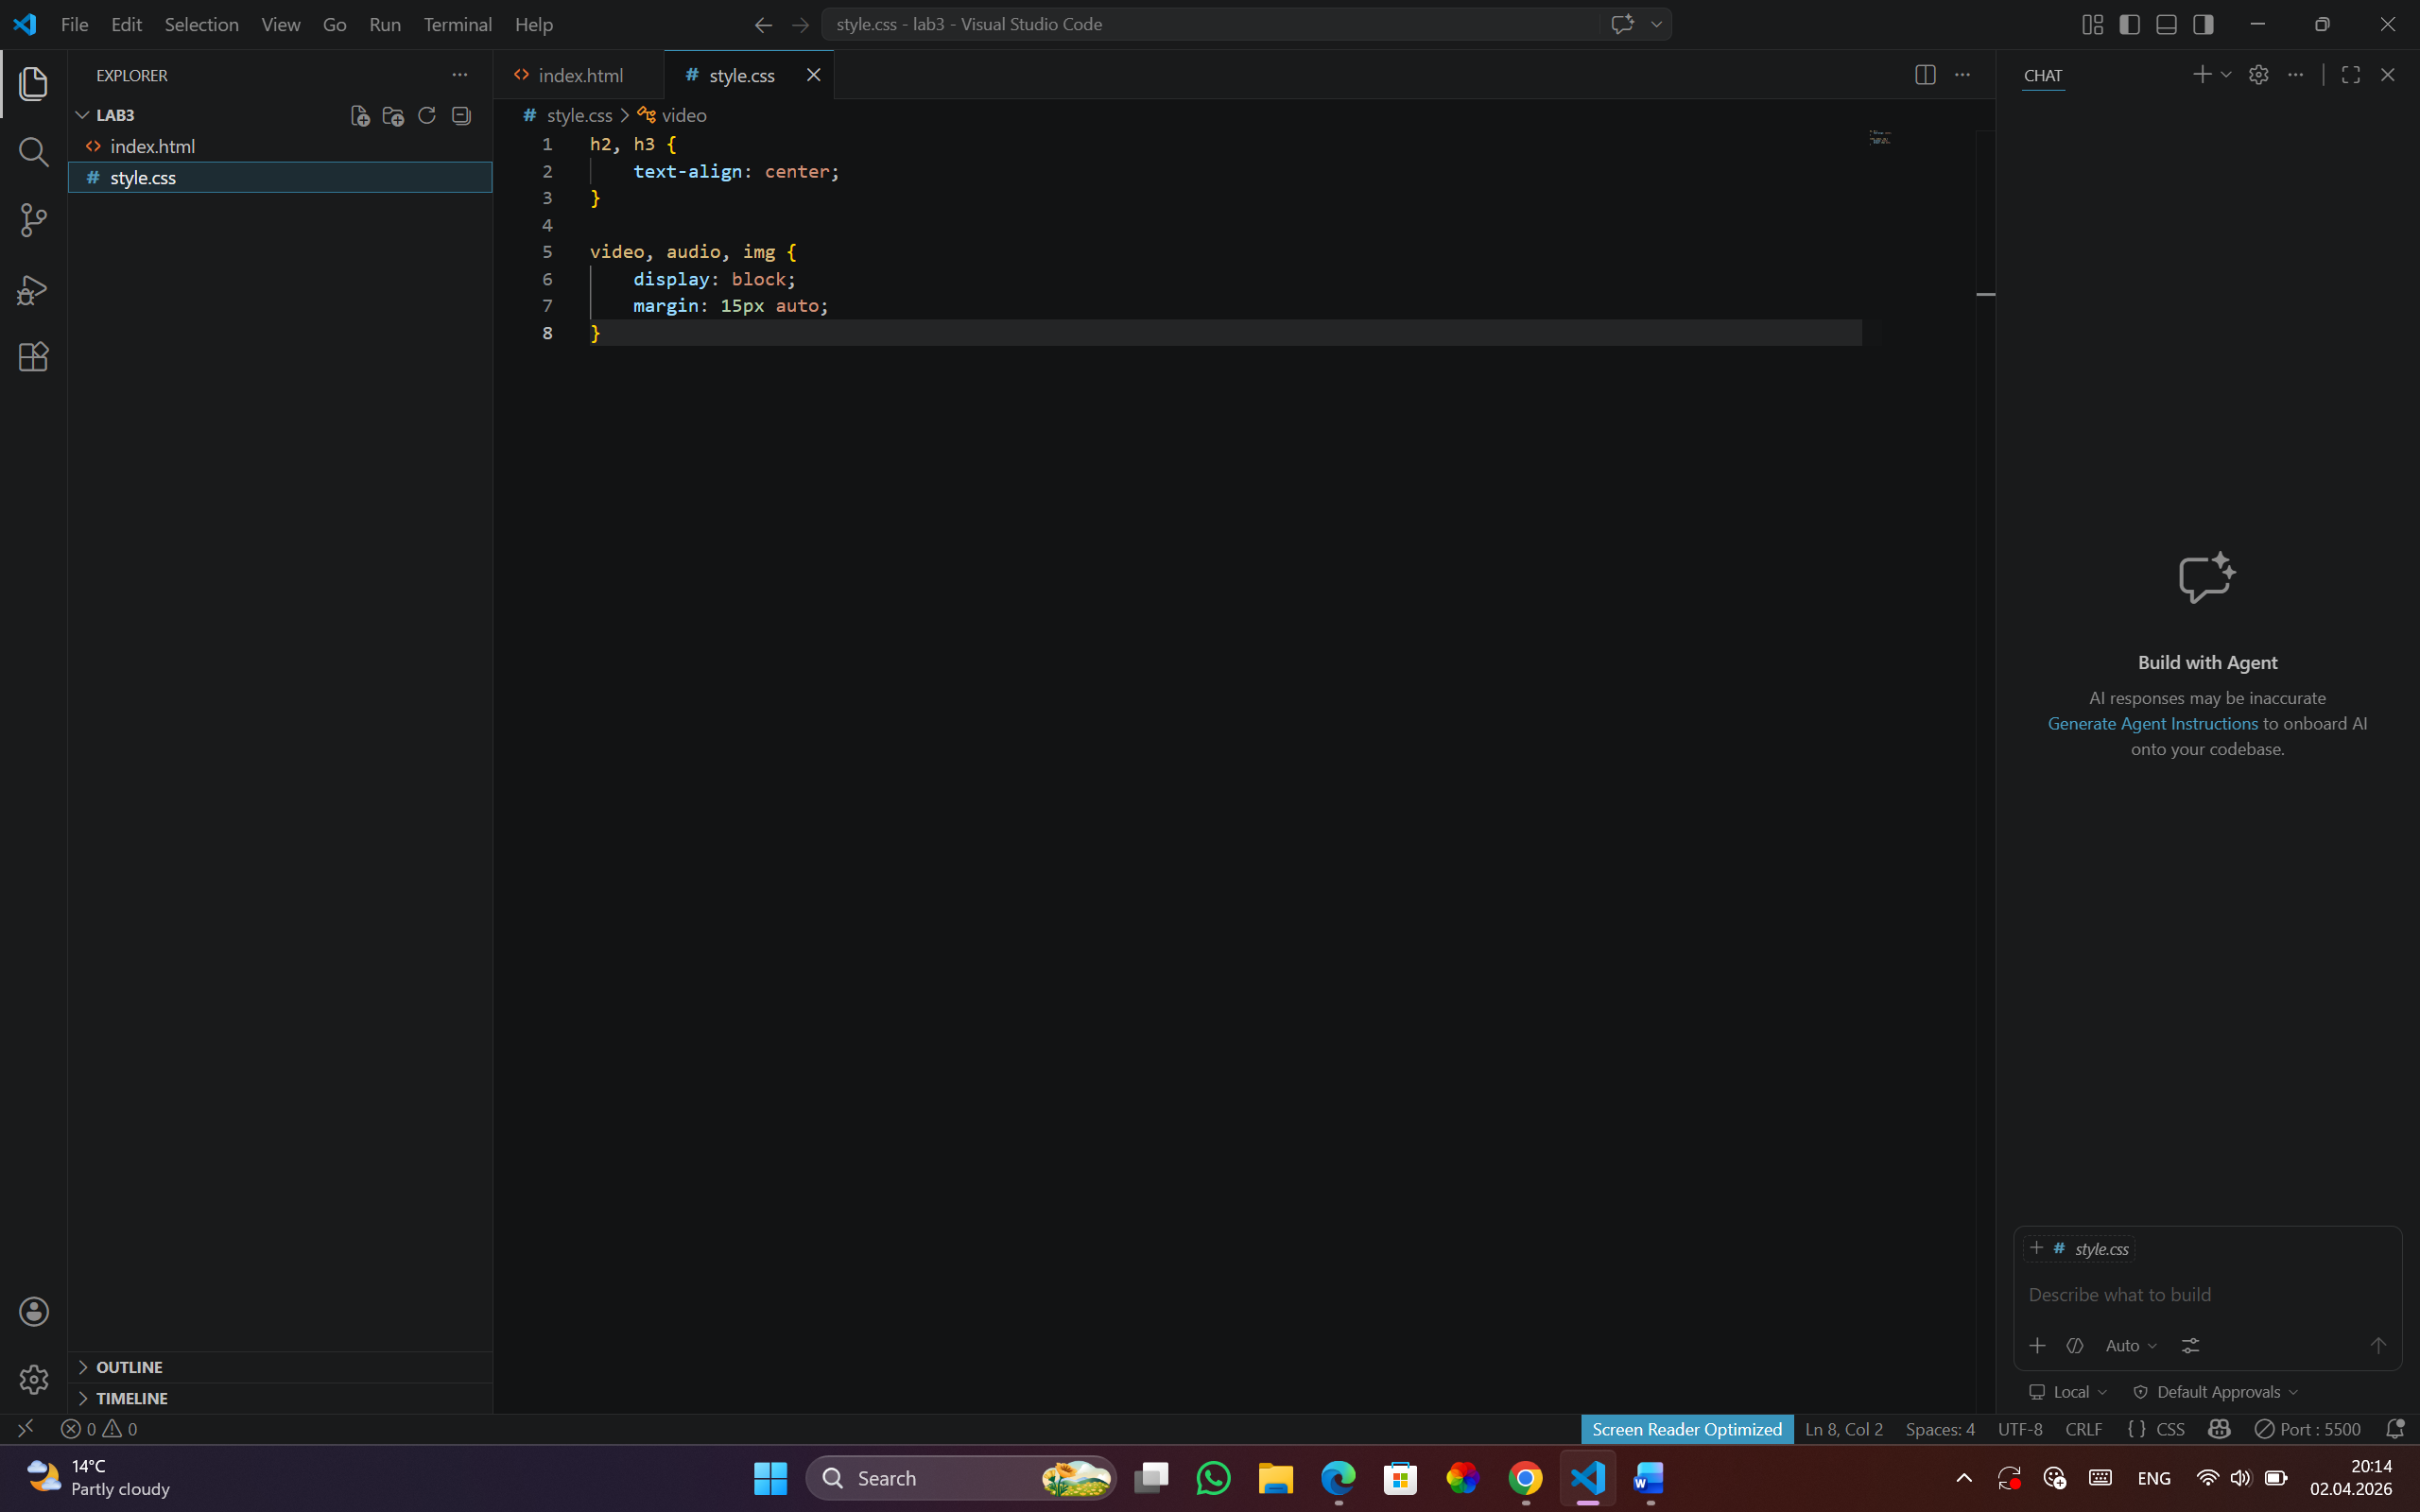 File Edit Selection View Go Run Terminal Help
style.css - lab3 - Visual Studio Code
EXPLORER
LAB3
index.html
style.css
index.html
style.css
style.css > video
1 h2, h3 {
2     text-align: center;
3 }
4
5 video, audio, img {
6     display: block;
7     margin: 15px auto;
8 }
CHAT
Build with Agent
AI responses may be inaccurate
Generate Agent Instructions to onboard AI
onto your codebase.
style.css
Describe what to build
Auto
Local Default Approvals
OUTLINE
TIMELINE
0 0
Screen Reader Optimized Ln 8, Col 2 Spaces: 4 UTF-8 CRLF { } CSS Port : 5500
14°C
Partly cloudy
Search
ENG
20:14
02.04.2026